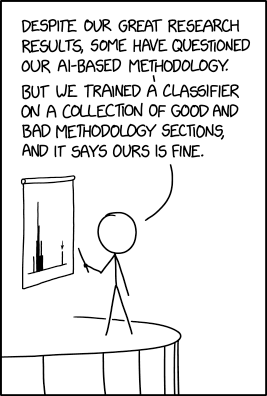 DESPITE OUR GREAT RESEARCH
RESULTS, SOME HAVE QUESTIONED
OUR AI-BASED METHODOLOGY.
BUT WE TRAINED A CLASSIFIER
ON A COLLECTION OF GOOD AND
BAD METHODOLOGY SECTIONS,
AND IT SAYS OURS IS FINE.